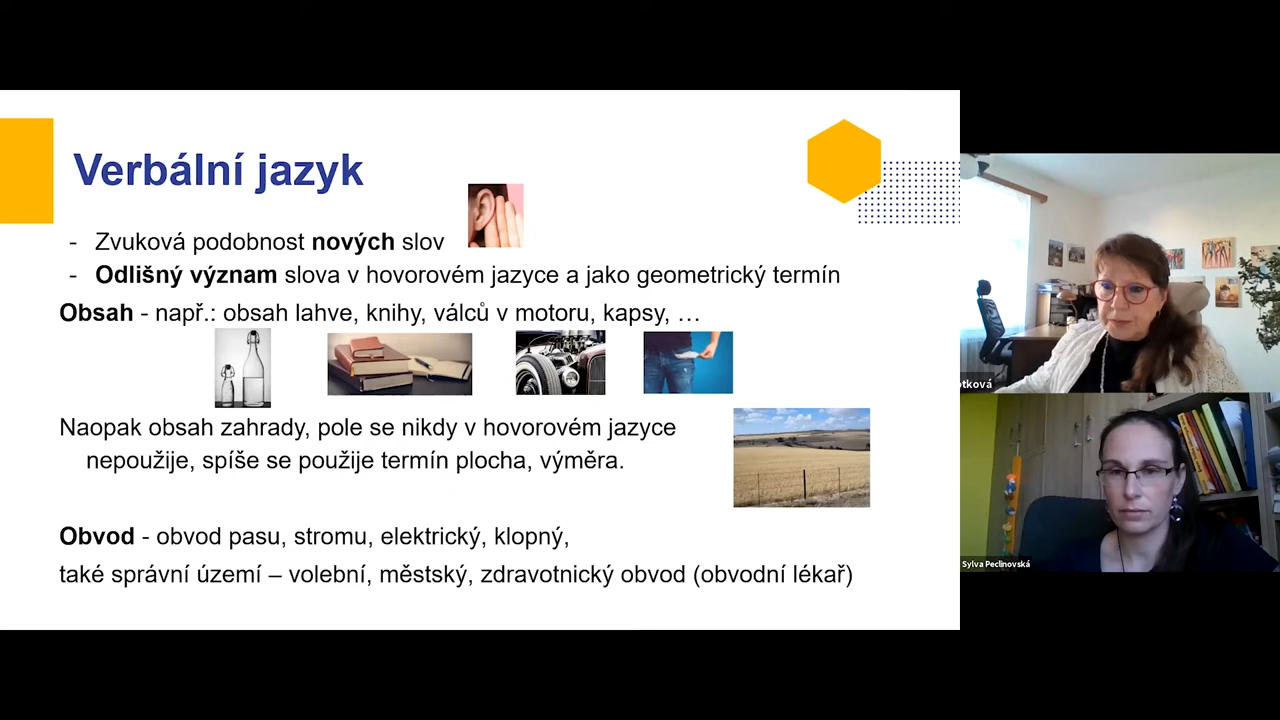 Verbální jazyk
- Zvuková podobnost nových slov
- Odlišný význam slova v hovorovém jazyce a jako geometrický termín
Obsah - např.: obsah lahve, knihy, válců v motoru, kapsy, …
Naopak obsah zahrady, pole se nikdy v hovorovém jazyce
nepoužije, spíše se použije termín plocha, výměra.
Obvod - obvod pasu, stromu, elektrický, klopný,
také správní území – volební, městský, zdravotnický obvod (obvodní lékař)
otková
Sylva Peclinovská